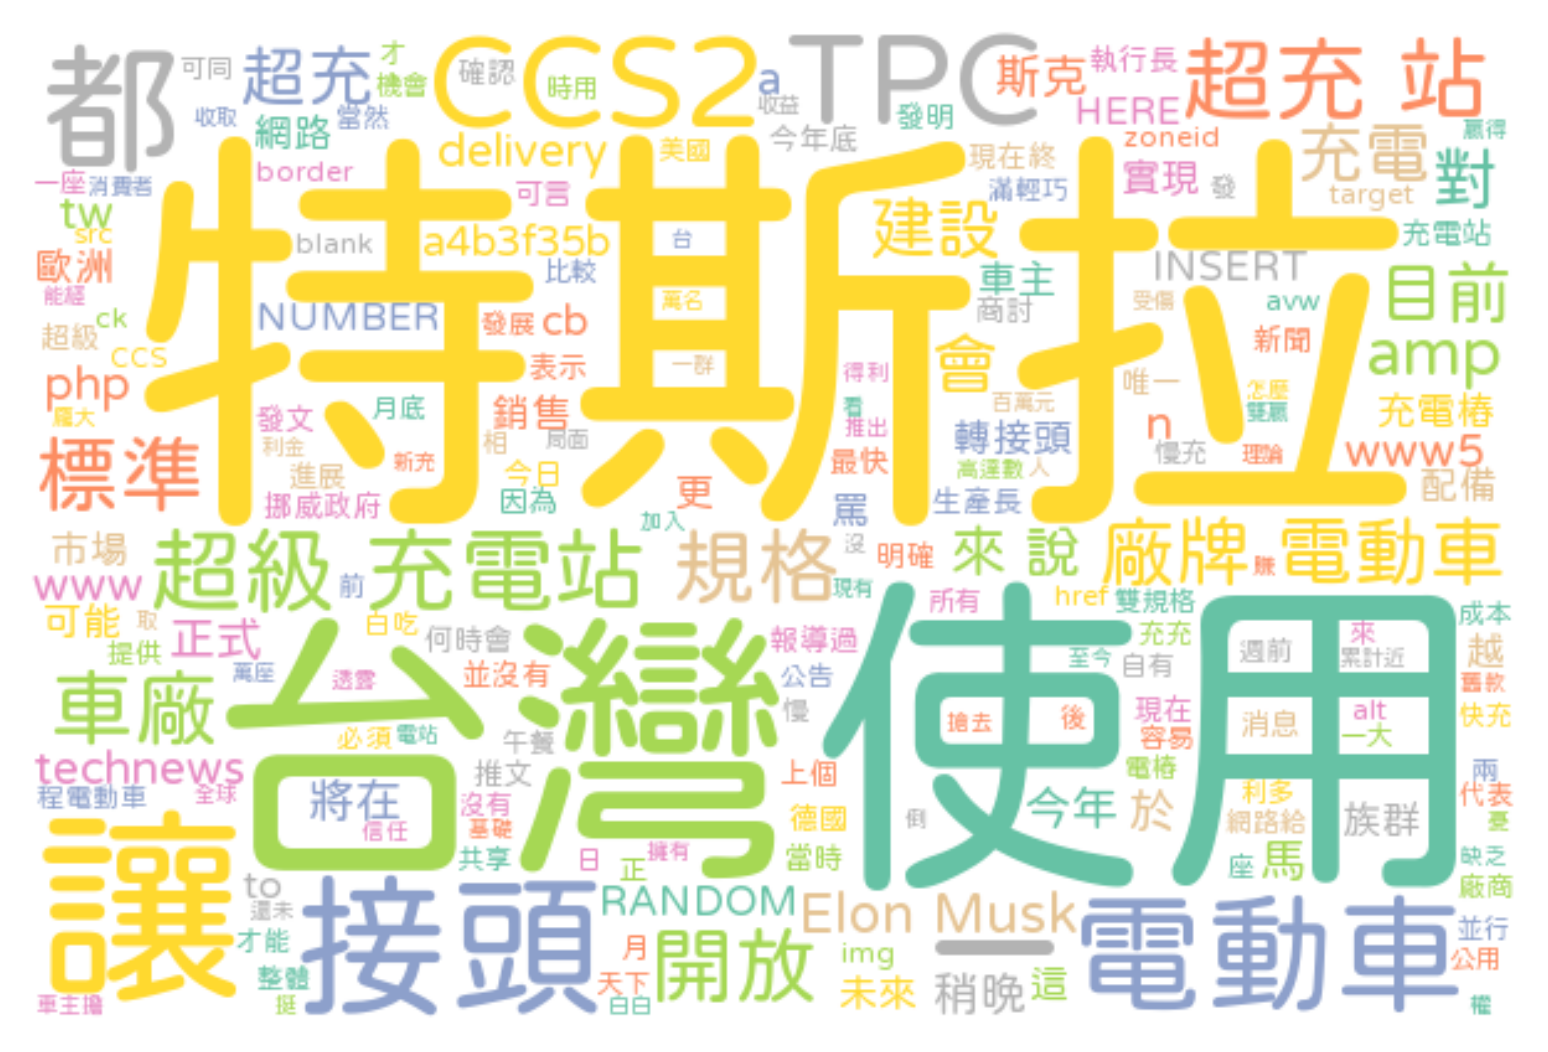 都
可同
超充
才
機會
CCS2
確認
時用
a
收益
TPC
斯克
執行長
HERE
超充 站
收取
當然
網路
發明
今年底
zoneid
贏得
充電
對
border
delivery
美國
可言
現在終
滿輕巧
實現
發
target
一座
消費者
tw
src
特斯拉
blank
a4b3f35b
台
建設
充電站
歐洲
比較
車主
INSERT
目前
能經
NUMBER
萬名
商討
受傷
avw
ck
發展
cb
新聞
超級
CCS
表示
一群
會
amp
php
得利
唯一
怎麼
龐大
發文
月底
銷售
看
百萬元
雙贏
充電樁
推出
n
標準
利金
相
局面
轉接頭
慢充
理論
www5
進展
新充
今日
最快
高達數
人
配備
挪威政府
因為
更
罵
生產長
加入
市場
超級 充電站
規格
沒
明確
來 說
廠牌
賺
電動車
www
前
現有
使用
所有
href
雙規格
成本
可能
取
正式
白吃
何時會
台灣
報導過
充充
週前
來
累計近
越
提供
萬座
透露
並沒有
公告
至今
自有
舊款
車廠
慢
搶去
後
現在
容易
消息
alt
一大
快充
必須
電站
午餐
technews
推文
上個
電樁
兩
程電動車
全球
將在
信任
沒有
基礎
德國
倒
今年
於
利多
網路給
族群
代表
憂
讓
共享
日
正
擁有
當時
座
馬
缺乏
廠商
to
還未
接頭
RANDOM
Elon Musk
電動車
並行
才能
月
開放
img
一
公用
整體
天下
未來
稍晚
這
車主擔
挺
白白
權